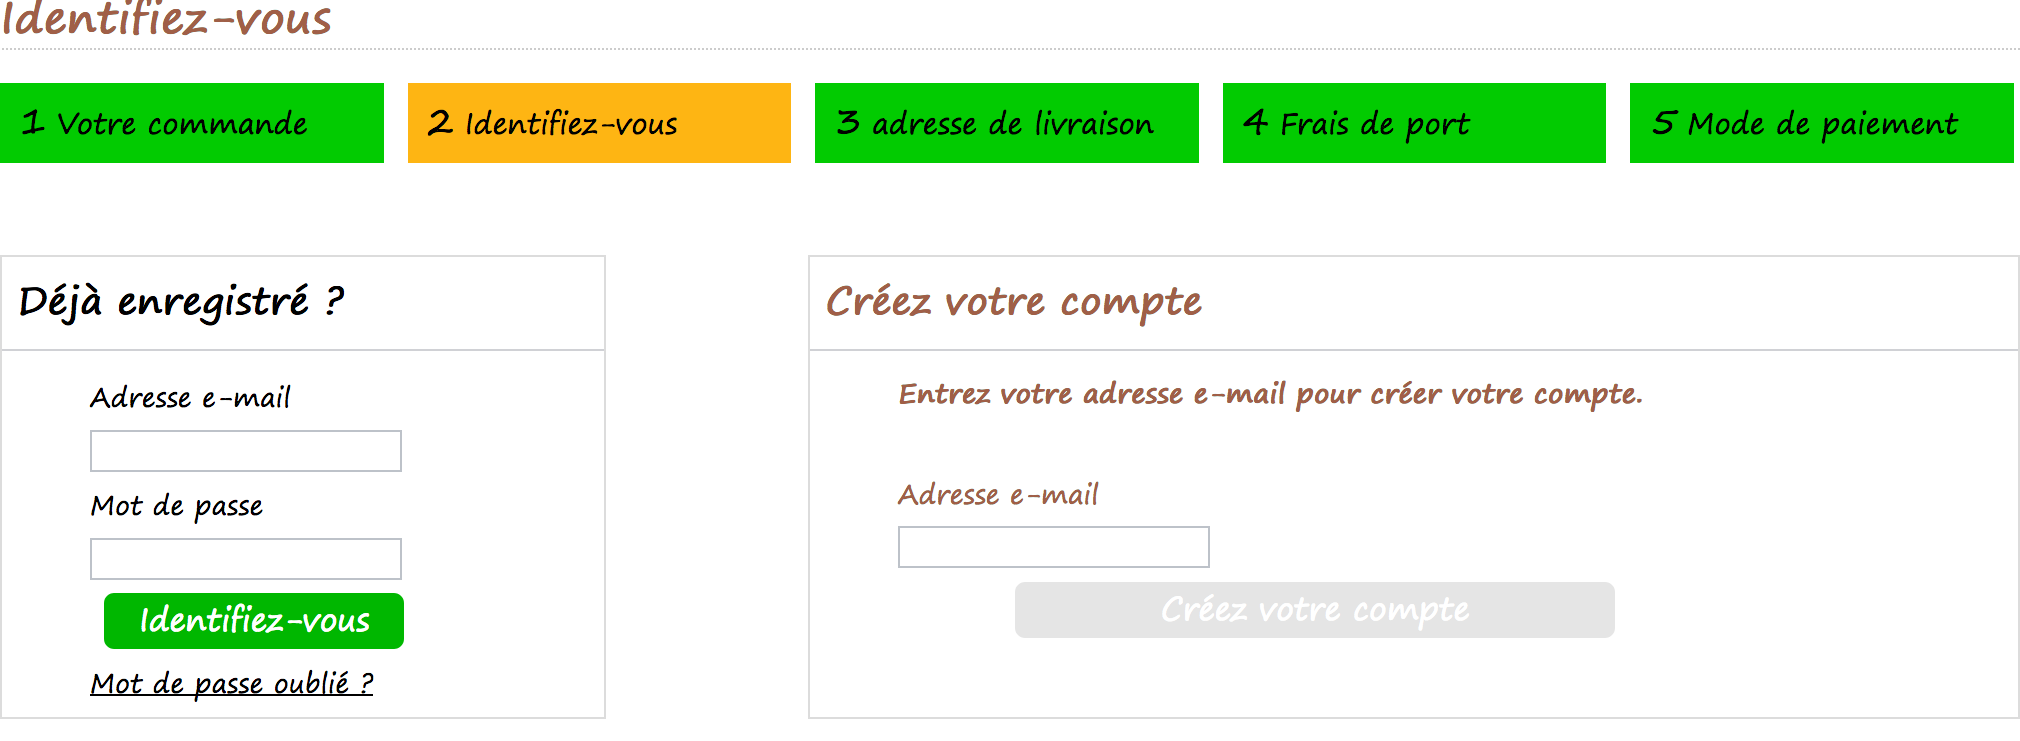 Identifiez-vous
1 Votre commande
2 Identifiez-vous
3 adresse de livraison
4 Frais de port
5 Mode de paiement
Déjà enregistré ?
Adresse e-mail
Mot de passe
Identifiez-vous
Mot de passe oublié ?
Créez votre compte
Entrez votre adresse e-mail pour créer votre compte.
Adresse e-mail
Créez votre compte